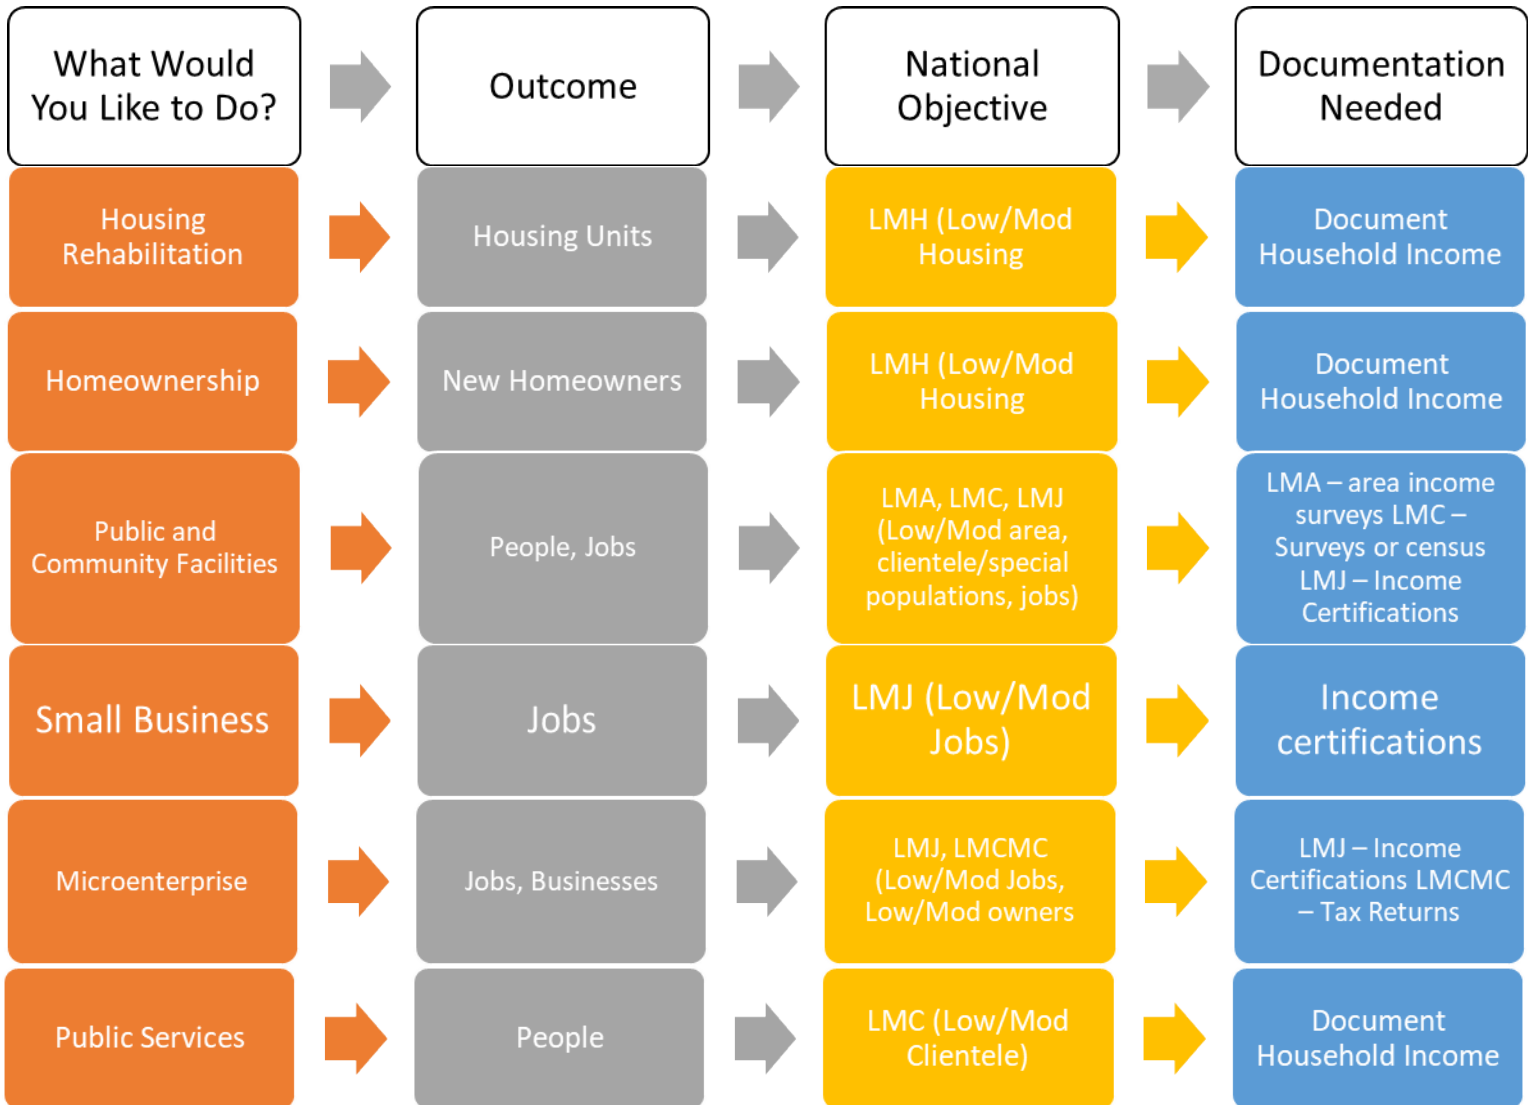 What Would
You Like to Do?
Outcome
National
Objective
Documentation
Needed
Housing
Rehabilitation
Housing Units
LMH (Low/Mod
Housing
Document
Household Income
Homeownership
New Homeowners
LMH (Low/Mod
Housing
Document
Household Income
Public and
Community Facilities
People, Jobs
LMA, LMC, LMJ
(Low/Mod area,
clientele/special
populations, jobs)
LMA – area income
surveys LMC –
Surveys or census
LMJ – Income
Certifications
Small Business
Jobs
LMJ (Low/Mod
Jobs)
Income
certifications
Microenterprise
Jobs, Businesses
LMJ, LMCMC
(Low/Mod Jobs,
Low/Mod owners
LMJ – Income
Certifications LMCMC
– Tax Returns
Public Services
People
LMC (Low/Mod
Clientele)
Document
Household Income